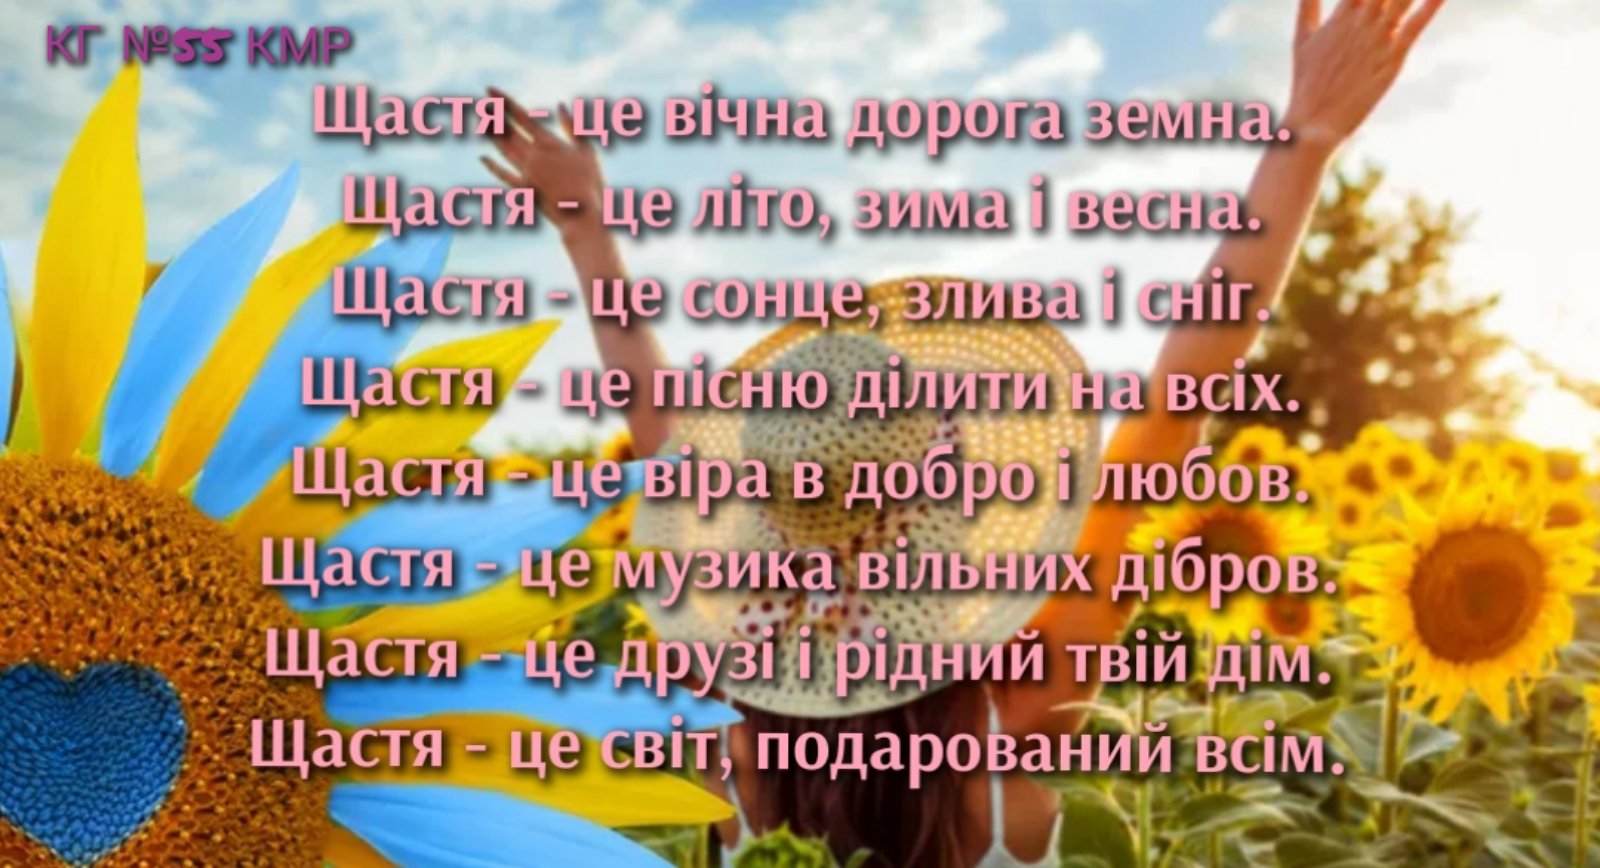 КГ №55 КМР
Щастя - це вічна дорога земна.
Щастя - це літо, зима і весна.
Щастя - це сонце, злива і сніг.
Щастя - це пісню ділити на всіх.
Щастя - це віра в добро і любов.
Щастя - це музика вільних дібров.
Щастя - це друзі і рідний твій дім.
Щастя - це світ, подарований всім.